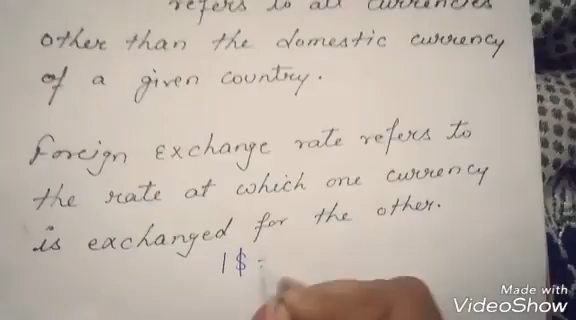 refers to all currencies
other than the domestic currency
of a given country.
Foreign exchange rate refers to
the rate at which one currency
is exchanged for the other.
1$ =
Made with
VideoShow